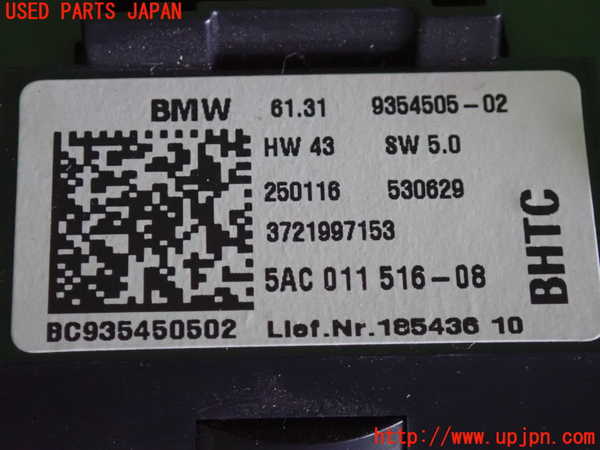 USED PARTS JAPAN
BMW 61.31 9354505-02
HW 43 SW 5.0
250116 530629
3721997153
5AC 011 516-08
BHTC
BC935450502 Lief.Nr.185436 10
http://www.upjpn.com/